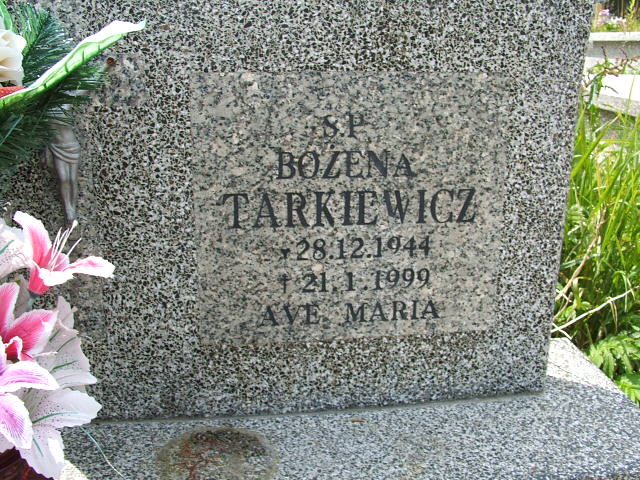 Ś.P.
BOŻENA
TARKIEWICZ
* 28.12.1944
† 21.1.1999
AVE MARIA